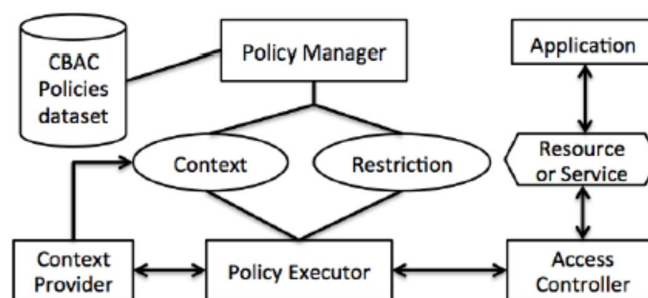 CBAC
Policies
dataset
Policy Manager
Application
Context
Restriction
Resource
or Service
Context
Provider
Policy Executor
Access
Controller